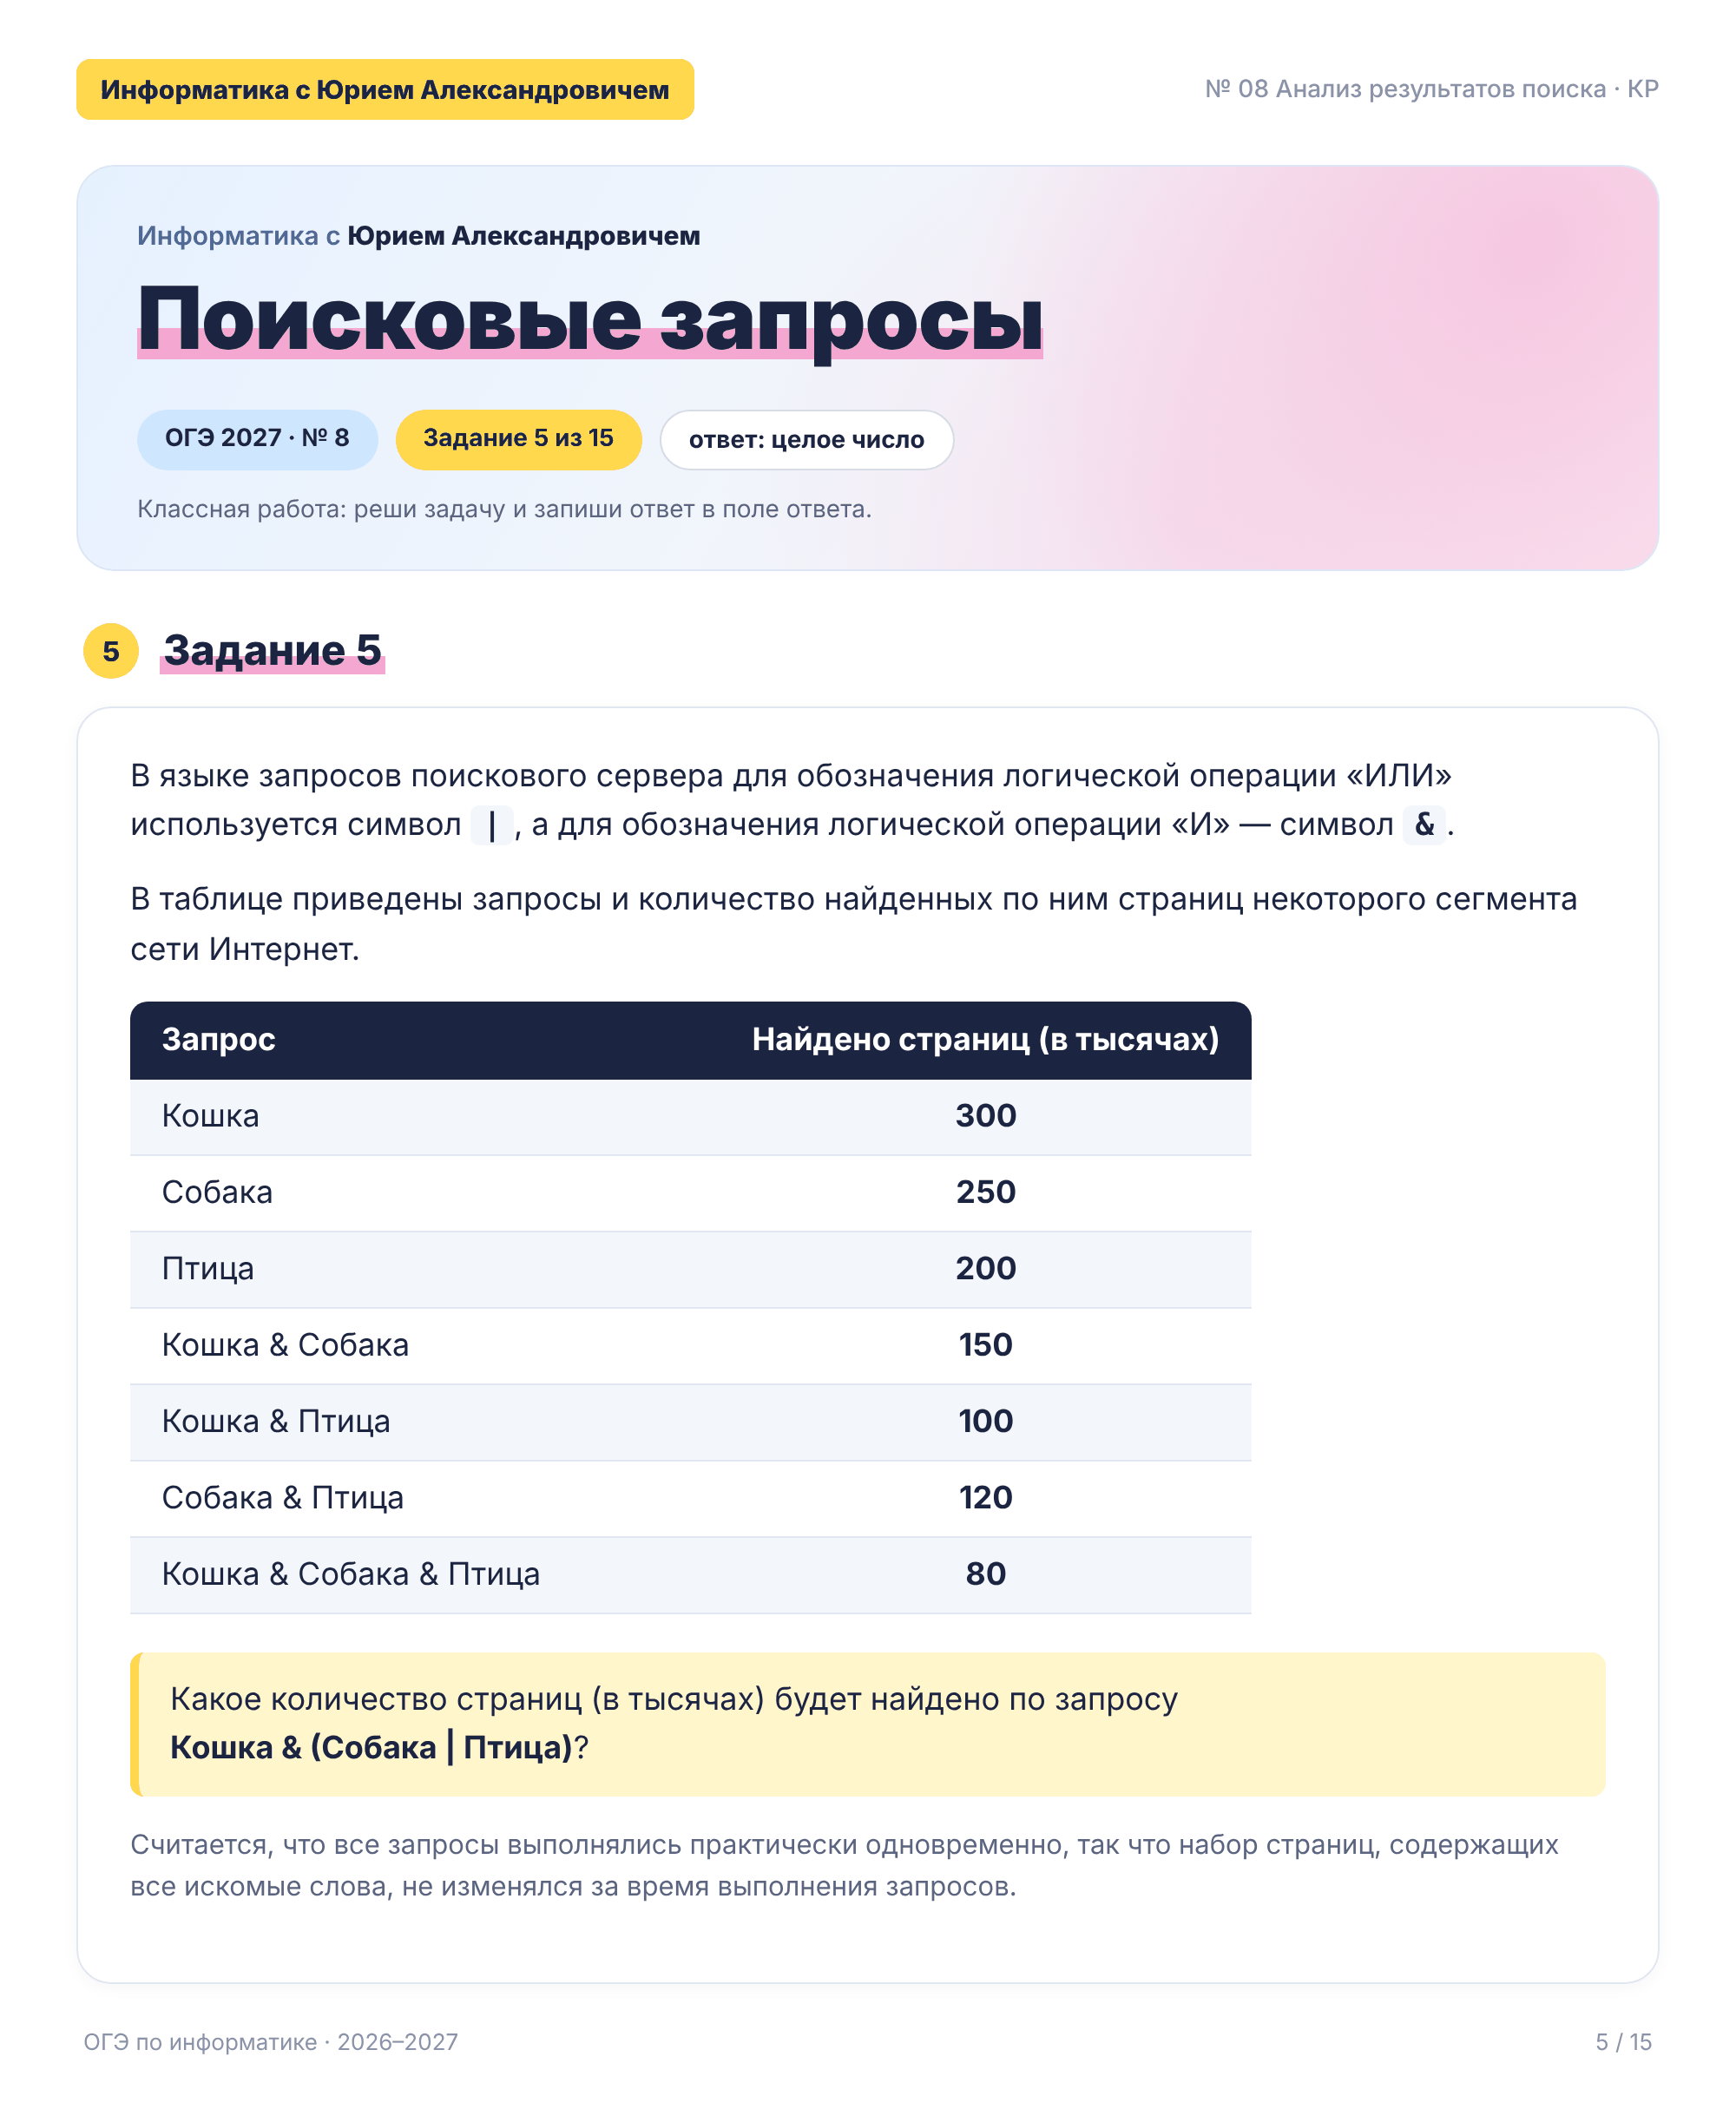 Информатика с Юрием Александровичем
№ 08 Анализ результатов поиска · КР
Информатика с Юрием Александровичем
Поисковые запросы
ОГЭ 2027 · № 8
Задание 5 из 15
ответ: целое число
Классная работа: реши задачу и запиши ответ в поле ответа.
5 Задание 5
В языке запросов поискового сервера для обозначения логической операции «ИЛИ»
используется символ |, а для обозначения логической операции «И» — символ &.
В таблице приведены запросы и количество найденных по ним страниц некоторого сегмента
сети Интернет.
Запрос Найдено страниц (в тысячах)
Кошка 300
Собака 250
Птица 200
Кошка & Собака 150
Кошка & Птица 100
Собака & Птица 120
Кошка & Собака & Птица 80
Какое количество страниц (в тысячах) будет найдено по запросу
Кошка & (Собака | Птица)?
Считается, что все запросы выполнялись практически одновременно, так что набор страниц, содержащих
все искомые слова, не изменялся за время выполнения запросов.
ОГЭ по информатике · 2026–2027
5 / 15